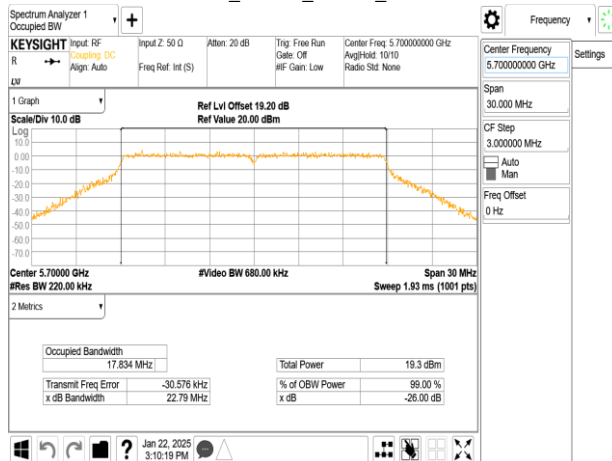 Spectrum Analyzer 1
Occupied BW
Frequency
KEYSIGHT
R
Input: RF
Coupling: DC
Align: Auto
Input Z: 50 Ω
Freq Ref: Int (S)
Atten: 20 dB
Trig: Free Run
Gate: Off
#IF Gain: Low
Center Freq: 5.700000000 GHz
Avg|Hold: 10/10
Radio Std: None
Center Frequency
5.700000000 GHz
Settings
Span
30.000 MHz
CF Step
3.000000 MHz
Auto
Man
Freq Offset
0 Hz
1 Graph
Scale/Div 10.0 dB
Ref Lvl Offset 19.20 dB
Ref Value 20.00 dBm
Log
10.0
0.00
-10.0
-20.0
-30.0
-40.0
-50.0
-60.0
-70.0
Center 5.70000 GHz
#Res BW 220.00 kHz
#Video BW 680.00 kHz
Span 30 MHz
Sweep 1.93 ms (1001 pts)
2 Metrics
Occupied Bandwidth
17.834 MHz
Transmit Freq Error -30.576 kHz
x dB Bandwidth 22.79 MHz
Total Power 19.3 dBm
% of OBW Power 99.00 %
x dB -26.00 dB
Jan 22, 2025
3:10:19 PM